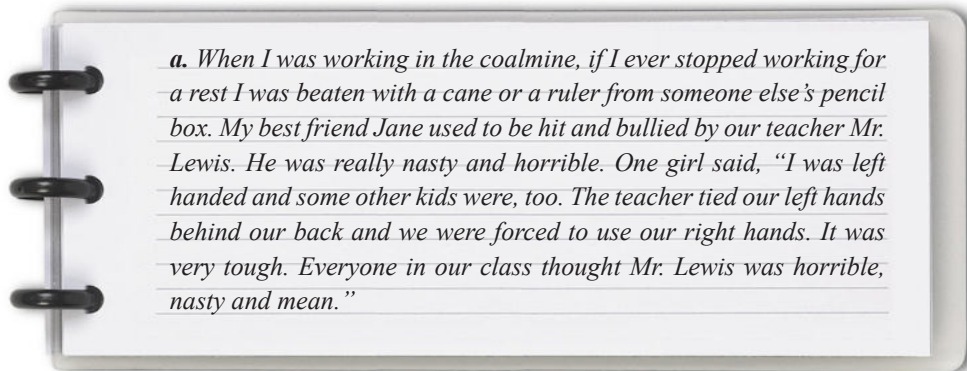 a. When I was working in the coalmine, if I ever stopped working for
a rest I was beaten with a cane or a ruler from someone else’s pencil
box. My best friend Jane used to be hit and bullied by our teacher Mr.
Lewis. He was really nasty and horrible. One girl said, “I was left
handed and some other kids were, too. The teacher tied our left hands
behind our back and we were forced to use our right hands. It was
very tough. Everyone in our class thought Mr. Lewis was horrible,
nasty and mean.”